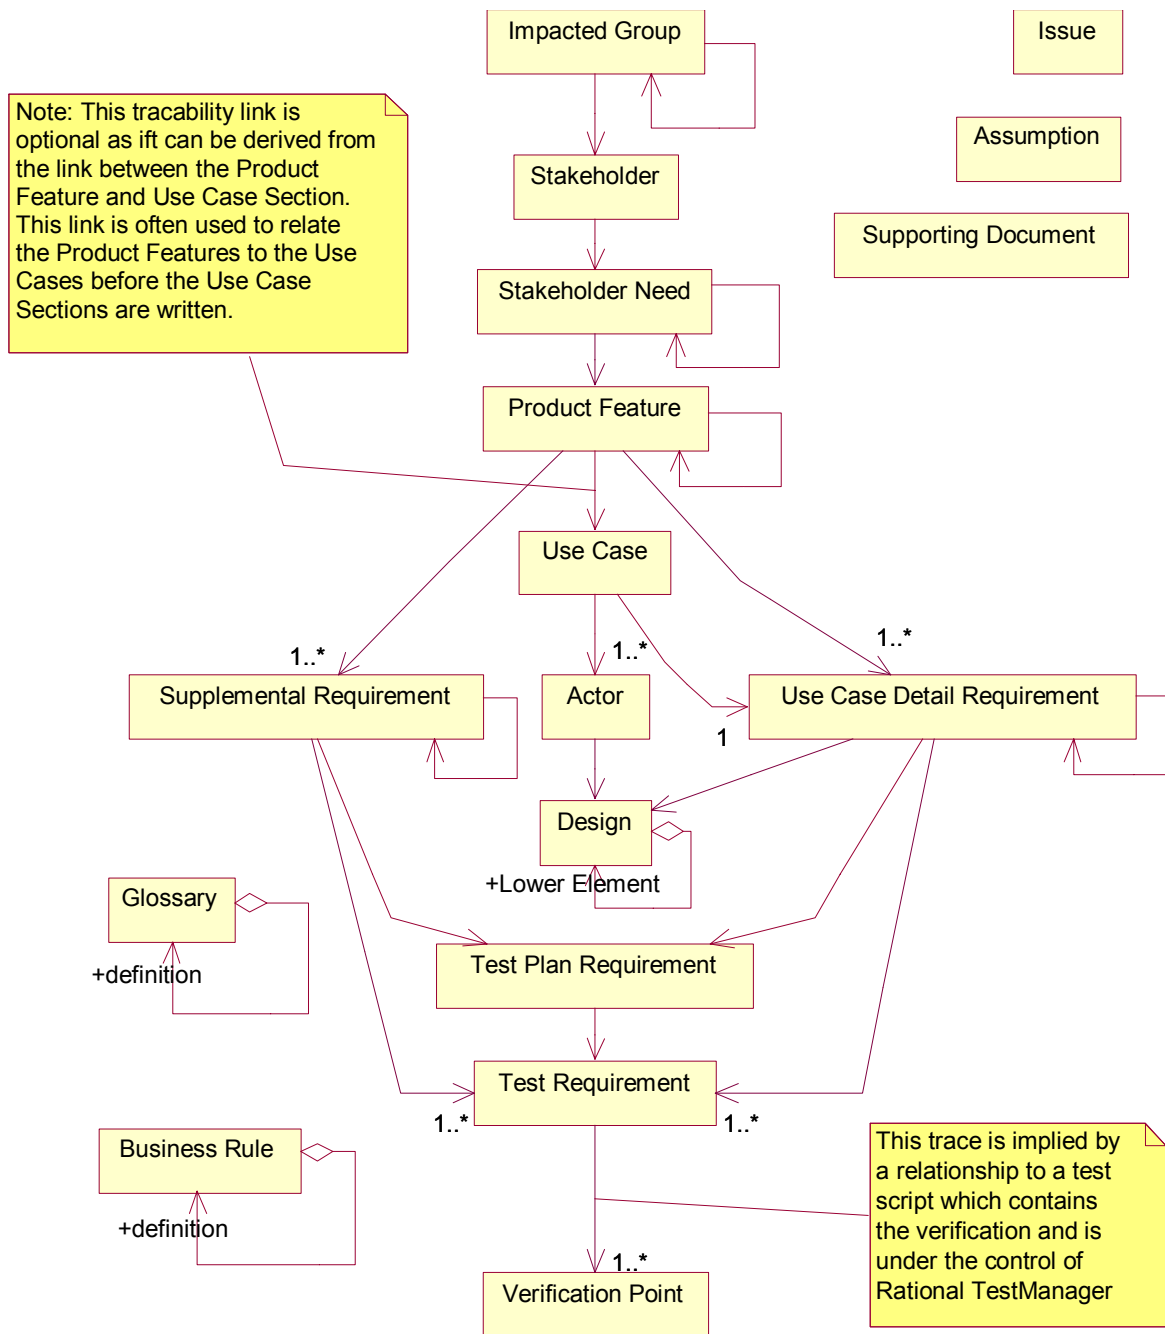 Impacted Group
Issue
Note: This tracability link is
optional as ift can be derived from
the link between the Product
Feature and Use Case Section.
This link is often used to relate
the Product Features to the Use
Cases before the Use Case
Sections are written.
Assumption
Stakeholder
Supporting Document
Stakeholder Need
Product Feature
Use Case
1..*
1..*
1..*
Supplemental Requirement
Actor
Use Case Detail Requirement
1
Design
+Lower Element
Glossary
+definition
Test Plan Requirement
Test Requirement
1..*
1..*
Business Rule
+definition
This trace is implied by
a relationship to a test
script which contains
the verification and is
under the control of
Rational TestManager
1..*
Verification Point